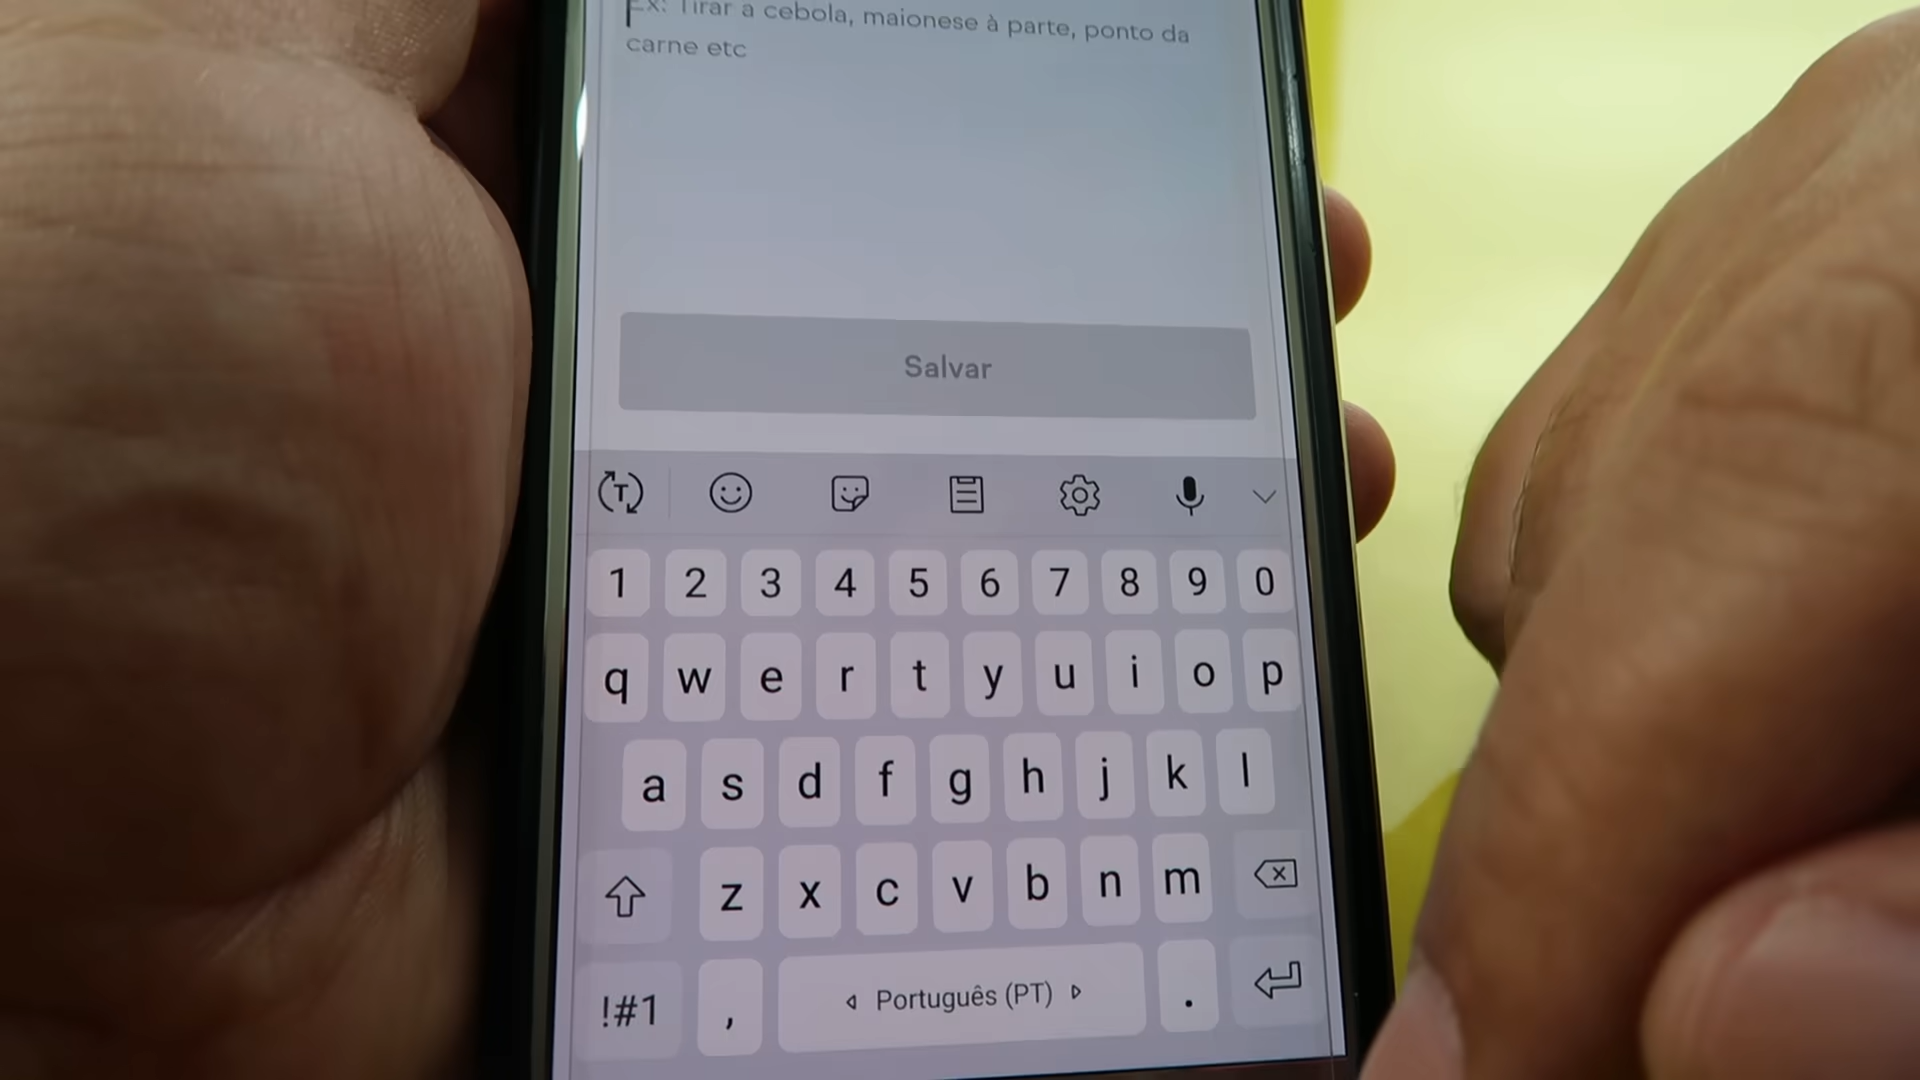 Ex: Tirar a cebola, maionese à parte, ponto da
carne etc
Salvar
T
1 2 3 4 5 6 7 8 9 0
q w e r t y u i o p
a s d f g h j k l
z x c v b n m
!#1 , Português (PT) .